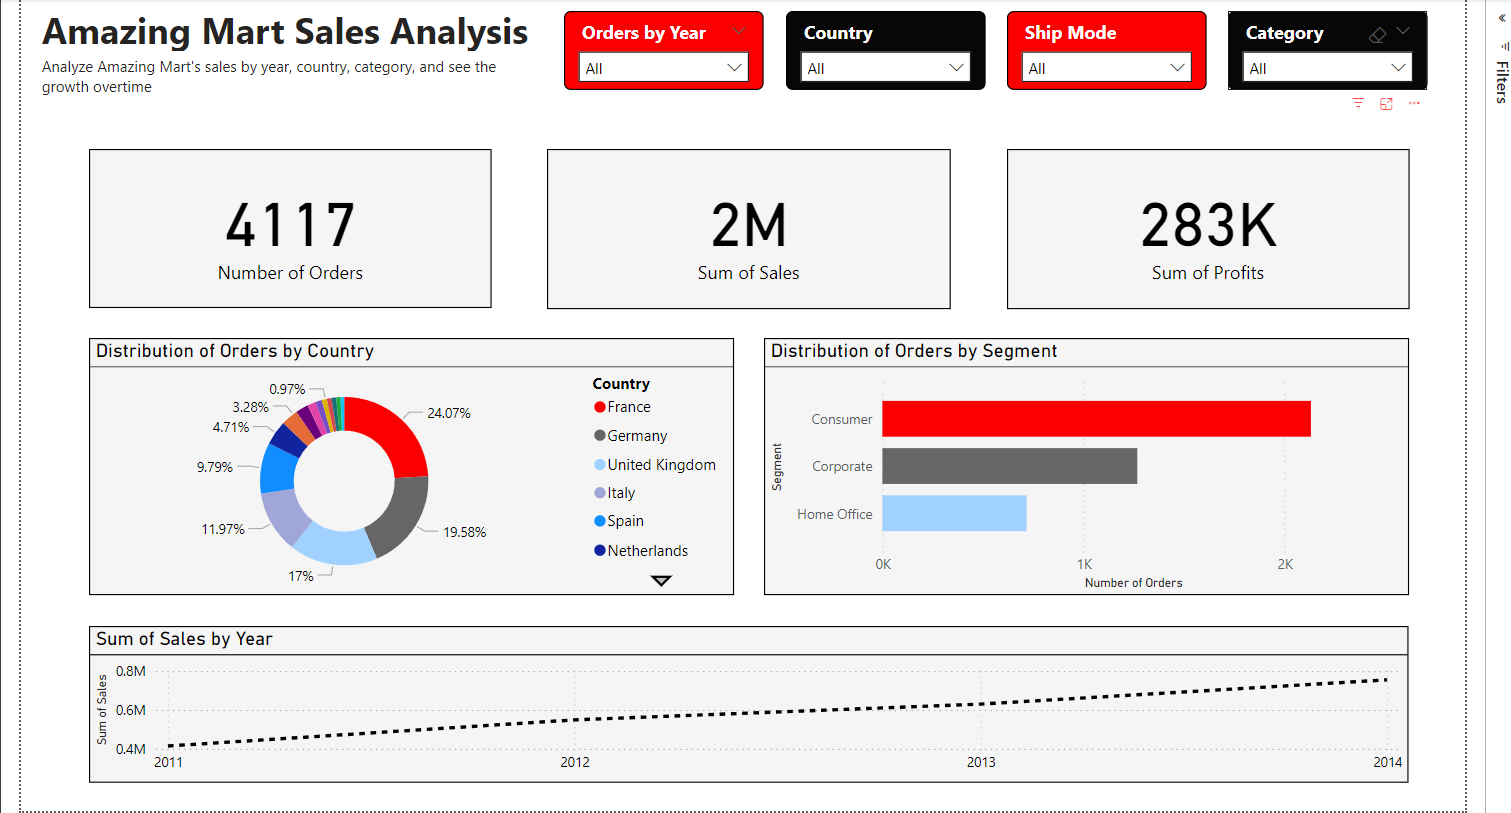 Amazing Mart Sales Analysis
Analyze Amazing Mart's sales by year, country, category, and see the
growth overtime
Orders by Year
All
Country
All
Ship Mode
All
Category
All
Filters
4117
Number of Orders
2M
Sum of Sales
283K
Sum of Profits
Distribution of Orders by Country
0.97%
3.28%
4.71%
9.79%
11.97%
17%
24.07%
19.58%
Country
France
Germany
United Kingdom
Italy
Spain
Netherlands
Distribution of Orders by Segment
Segment
Consumer
Corporate
Home Office
0K
1K
2K
Number of Orders
Sum of Sales by Year
Sum of Sales
0.8M
0.6M
0.4M
2011
2012
2013
2014